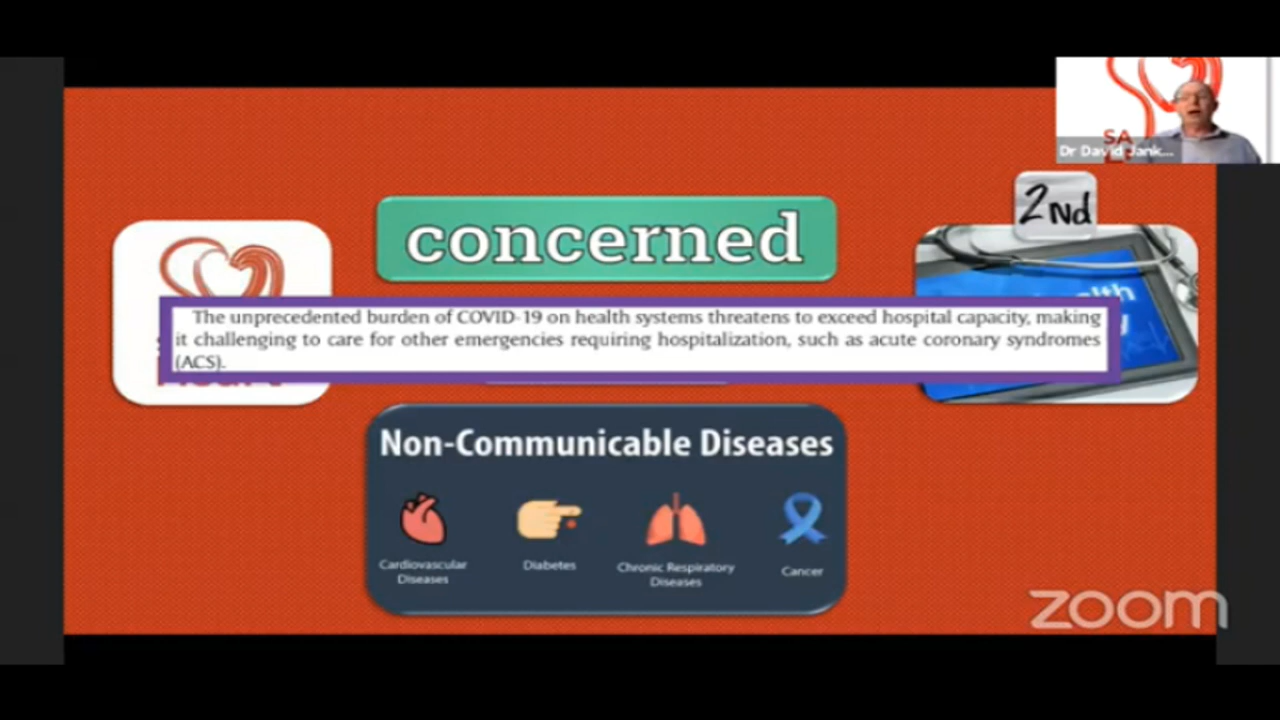 Dr David Jank...
SA
2Nd
concerned
The unprecedented burden of COVID-19 on health systems threatens to exceed hospital capacity, making
it challenging to care for other emergencies requiring hospitalization, such as acute coronary syndromes
(ACS).
Non-Communicable Diseases
Cardiovascular
Diseases
Diabetes
Chronic Respiratory
Diseases
Cancer
zoom